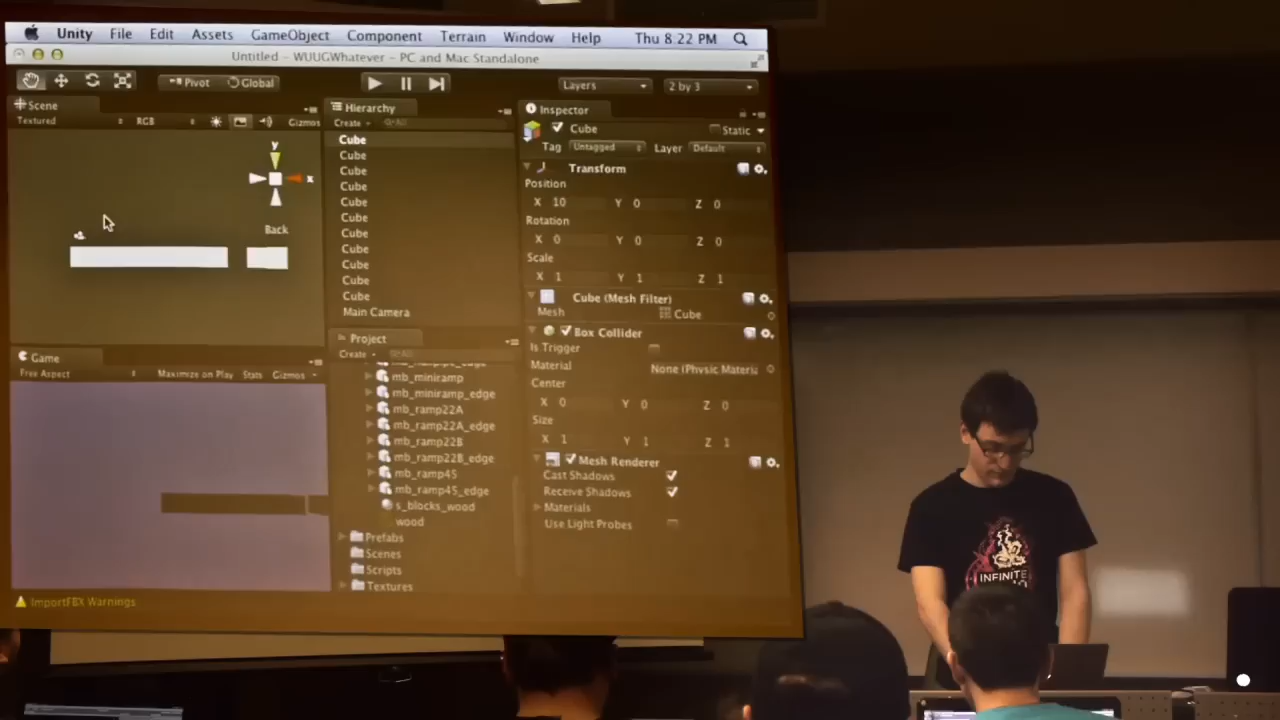 Unity File Edit Assets GameObject Component Terrain Window Help Thu 8:22 PM
Untitled - WUUGWhatever - PC and Mac Standalone
Pivot Global Layers 2 by 3
Scene
Textured RGB Gizmos
y
x
Back
Game
Free Aspect Maximize on Play Stats Gizmos
ImportFBX Warnings
Hierarchy
Create All
Cube
Cube
Cube
Cube
Cube
Cube
Cube
Cube
Cube
Cube
Cube
Main Camera
Project
Create All
mb_miniramp
mb_miniramp_edge
mb_ramp22A
mb_ramp22A_edge
mb_ramp22B
mb_ramp22B_edge
mb_ramp45
mb_ramp45_edge
s_blocks_wood
wood
Prefabs
Scenes
Scripts
Textures
Inspector
Cube Static
Tag Untagged Layer Default
Transform
Position
X 10 Y 0 Z 0
Rotation
X 0 Y 0 Z 0
Scale
X 1 Y 1 Z 1
Cube (Mesh Filter)
Mesh Cube
Box Collider
Is Trigger
Material None (Physic Materia
Center
X 0 Y 0 Z 0
Size
X 1 Y 1 Z 1
Mesh Renderer
Cast Shadows
Receive Shadows
Materials
Use Light Probes
INFINITE